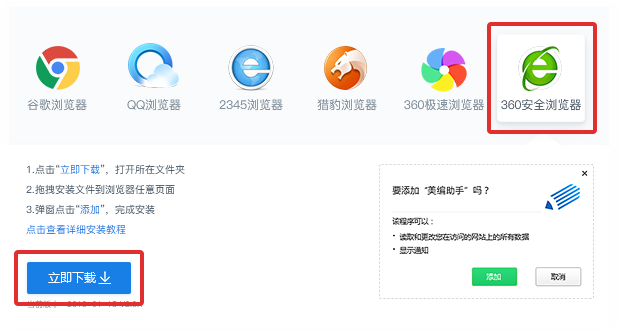 谷歌浏览器 QQ浏览器 2345浏览器 猎豹浏览器 360极速浏览器 360安全浏览器
1.点击“立即下载”，打开所在文件夹
2.拖拽安装文件到浏览器任意页面
3.弹窗点击“添加”，完成安装
点击查看详细安装教程
立即下载
要添加“美编助手”吗？
该程序可以：
• 读取和更改您在访问的网站上的所有数据
• 显示通知
添加 取消